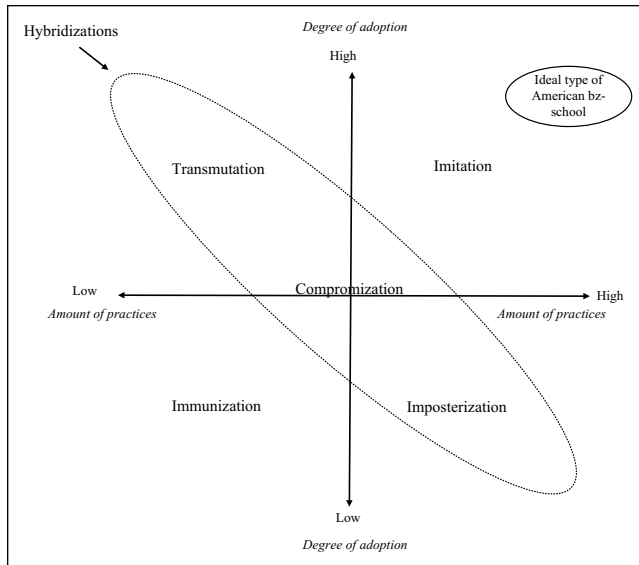 Degree of adoption
Hybridizations
High
Ideal type of
American bz-
school
Transmutation
Imitation
Compromization
Low
High
Amount of practices
Amount of practices
Immunization
Imposterization
Low
Degree of adoption